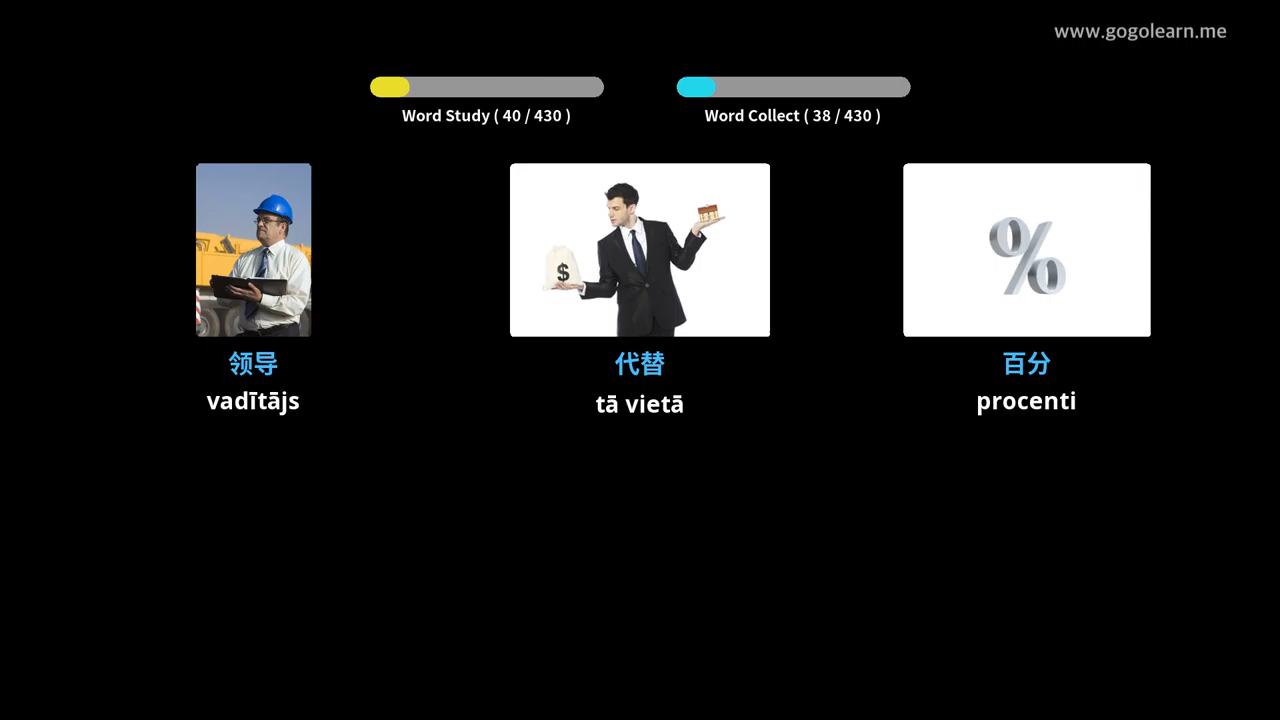 www.gogolearn.me
Word Study ( 40 / 430 )
Word Collect ( 38 / 430 )
$
%
领导
代替
百分
vadītājs
tā vietā
procenti